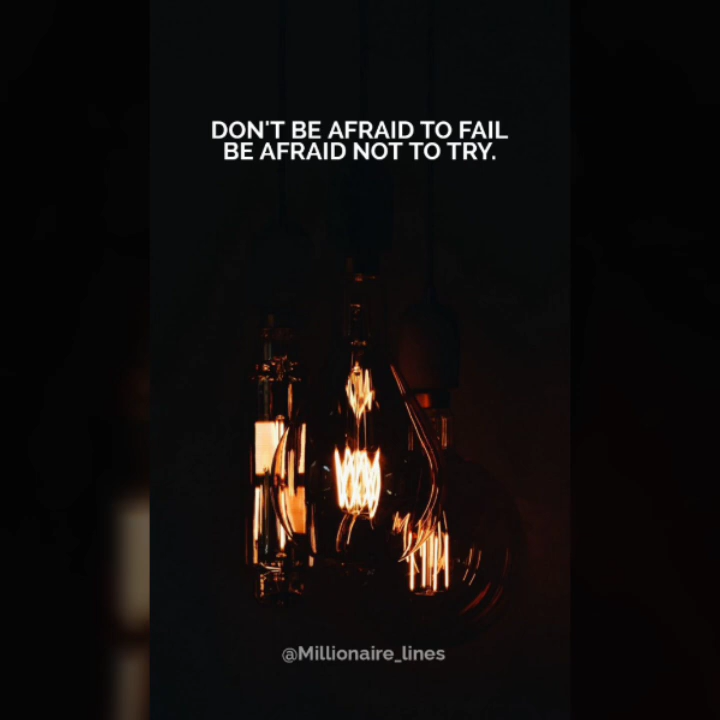 DON'T BE AFRAID TO FAIL
BE AFRAID NOT TO TRY.
@Millionaire_lines